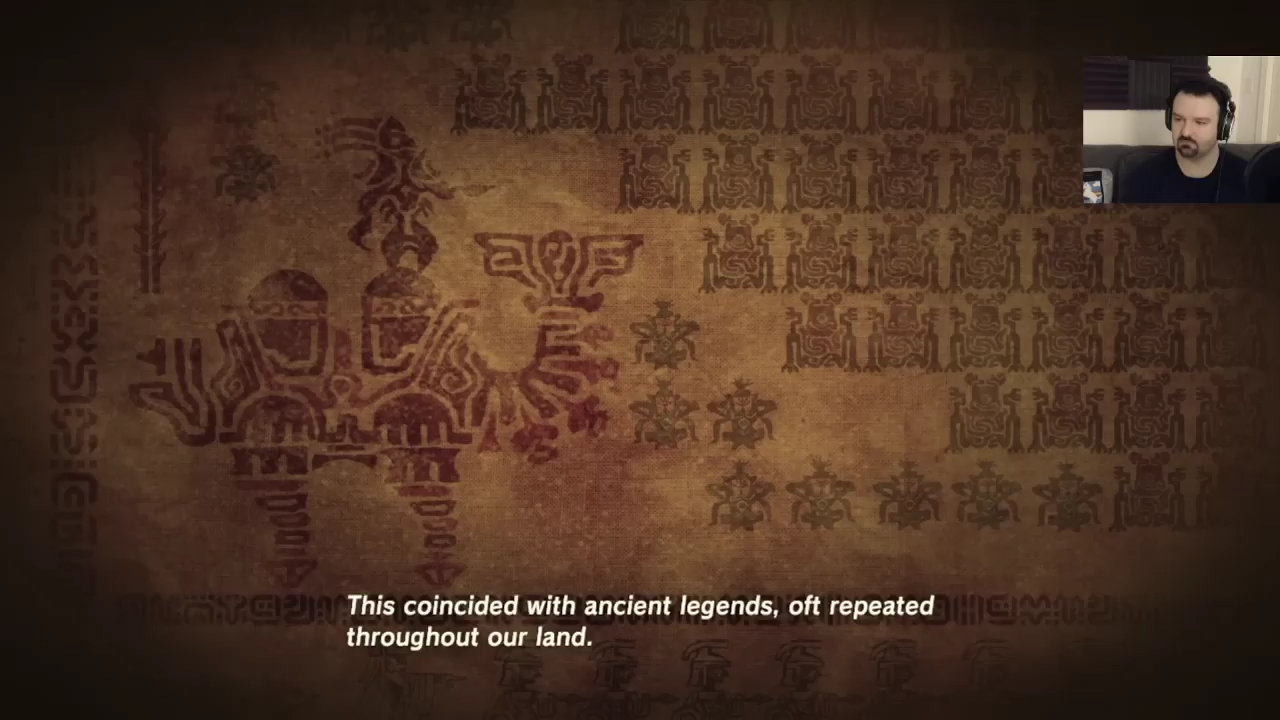 This coincided with ancient legends, oft repeated
throughout our land.